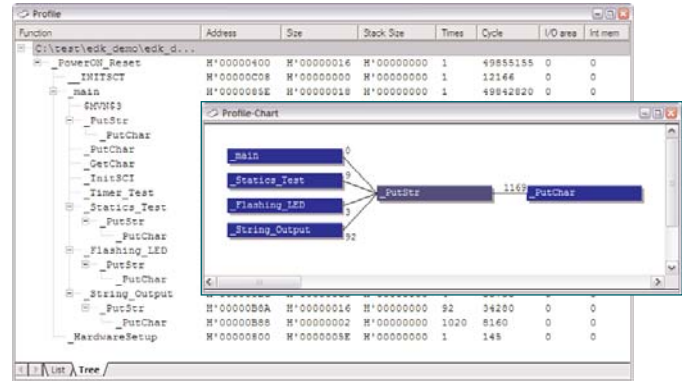 Profile
Function Address Size Stack Size Times Cycle I/O area Int mem
C:\test\edk_demo\edk_d...
_PowerON_Reset H'00000400 H'00000016 H'00000000 1 49855155 0 0
__INITSCT H'00000C08 H'00000000 H'00000000 1 12166 0 0
_main H'0000085E H'00000018 H'00000000 1 49842820 0 0
$MVN$3
_PutStr
_PutChar
_PutChar
_GetChar
_InitSCI
_Timer_Test
_Statics_Test
_PutStr
_PutChar
_Flashing_LED
_PutStr
_PutChar
_String_Output
_PutStr H'00000B8A H'00000016 H'00000000 92 34280 0 0
_PutChar H'00000B88 H'00000002 H'00000000 1020 8160 0 0
_HardwareSetup H'00000800 H'0000005E H'00000000 1 145 0 0
List Tree
Profile-Chart
_main 0
_Statics_Test 9
_Flashing_LED 3
_String_Output 92
_PutStr 1169 _PutChar